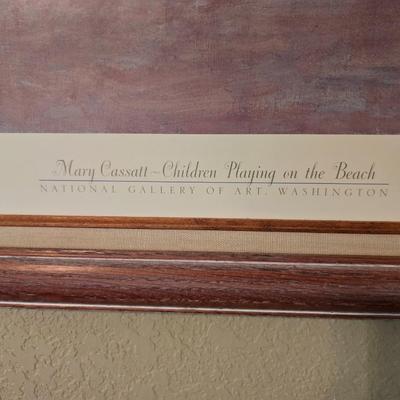 Mary Cassatt ~ Children Playing on the Beach
NATIONAL GALLERY OF ART, WASHINGTON